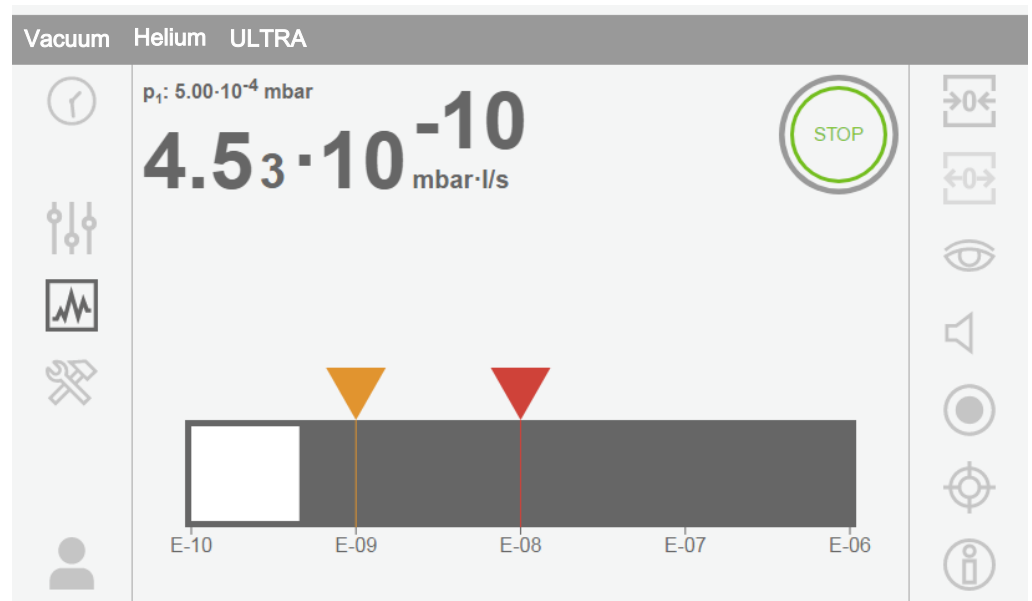 Vacuum Helium ULTRA
p₁: 5.00·10⁻⁴ mbar
4.53·10⁻¹⁰ mbar·l/s
STOP
→0←
←0→
E-10 E-09 E-08 E-07 E-06